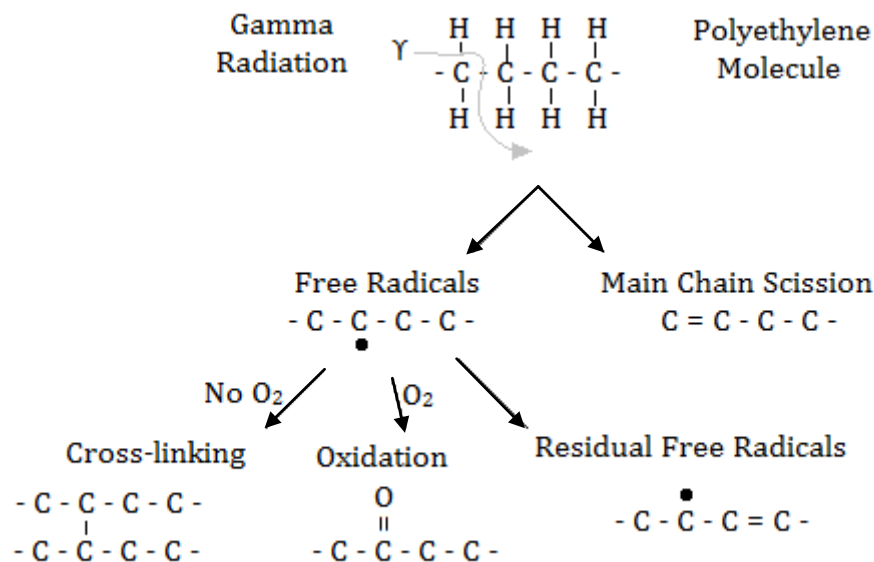 Gamma
Radiation
ϒ
H H H H
- C - C - C - C -
H H H H
Polyethylene
Molecule
Free Radicals
- C - C - C - C -
Main Chain Scission
C = C - C - C -
No O₂
O₂
Cross-linking
- C - C - C - C -
- C - C - C - C -
Oxidation
O
- C - C - C - C -
Residual Free Radicals
- C - C - C = C -